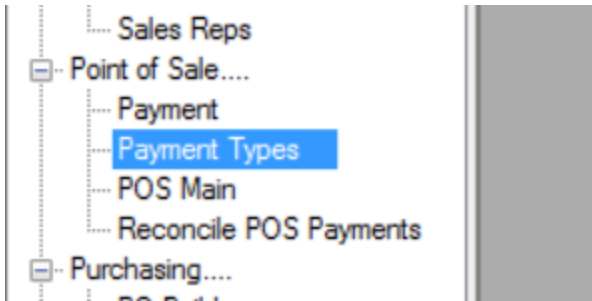 Sales Reps
Point of Sale....
Payment
Payment Types
POS Main
Reconcile POS Payments
Purchasing....